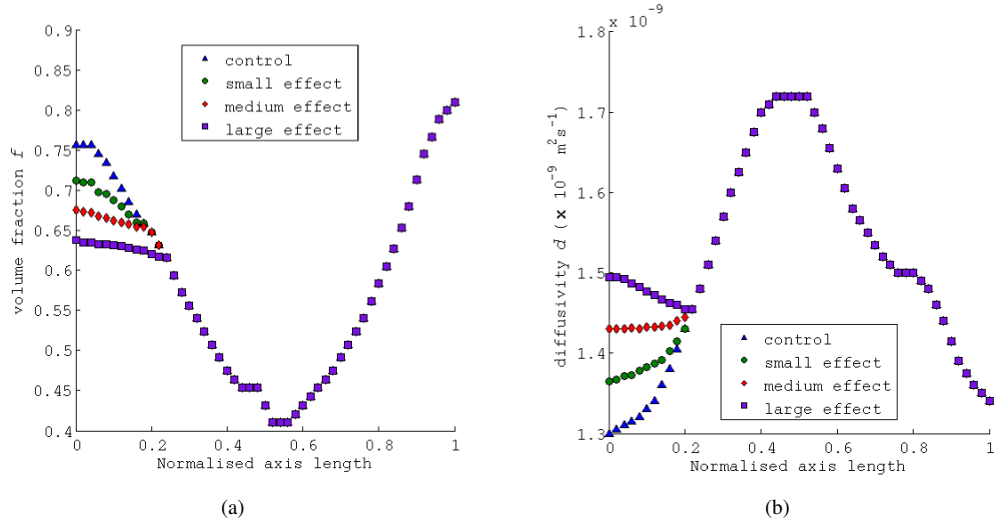 0.9
0.85
0.8
0.75
0.7
0.65
0.6
0.55
0.5
0.45
0.4
volume fraction f
control
small effect
medium effect
large effect
0
0.2
0.4
0.6
0.8
1
Normalised axis length
(a)
x 10⁻⁹
1.8
1.7
1.6
1.5
1.4
1.3
diffusivity d (x 10⁻⁹ m²s⁻¹)
control
small effect
medium effect
large effect
0
0.2
0.4
0.6
0.8
1
Normalised axis length
(b)